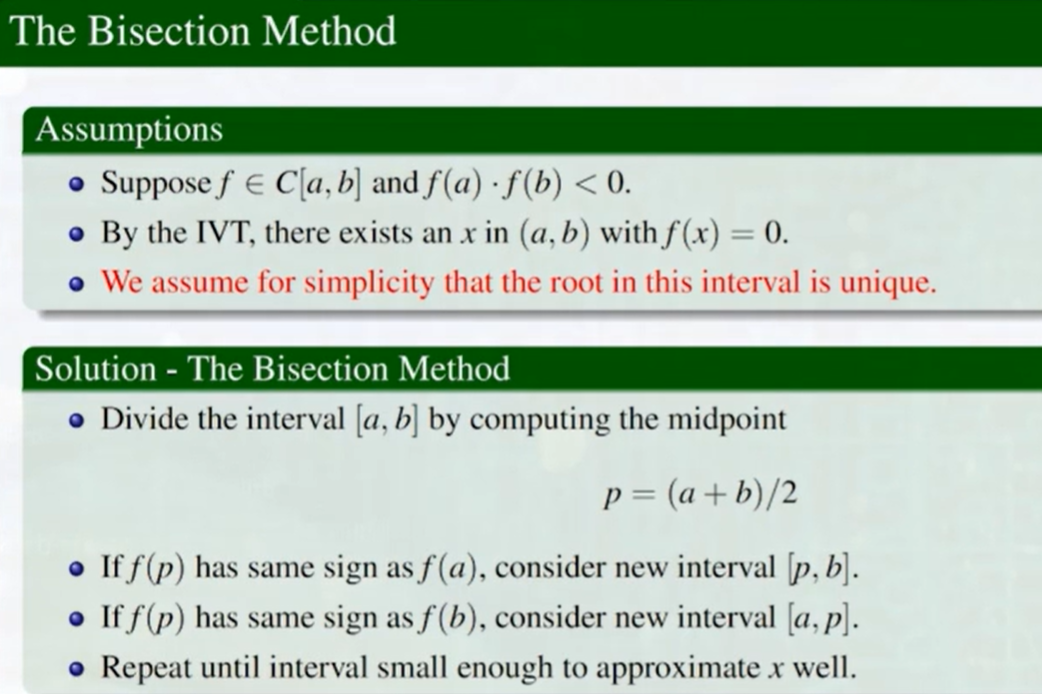 The Bisection Method
Assumptions
Suppose f ∈ C[a, b] and f(a) · f(b) < 0.
By the IVT, there exists an x in (a, b) with f(x) = 0.
We assume for simplicity that the root in this interval is unique.
Solution - The Bisection Method
Divide the interval [a, b] by computing the midpoint
p = (a + b)/2
If f(p) has same sign as f(a), consider new interval [p, b].
If f(p) has same sign as f(b), consider new interval [a, p].
Repeat until interval small enough to approximate x well.